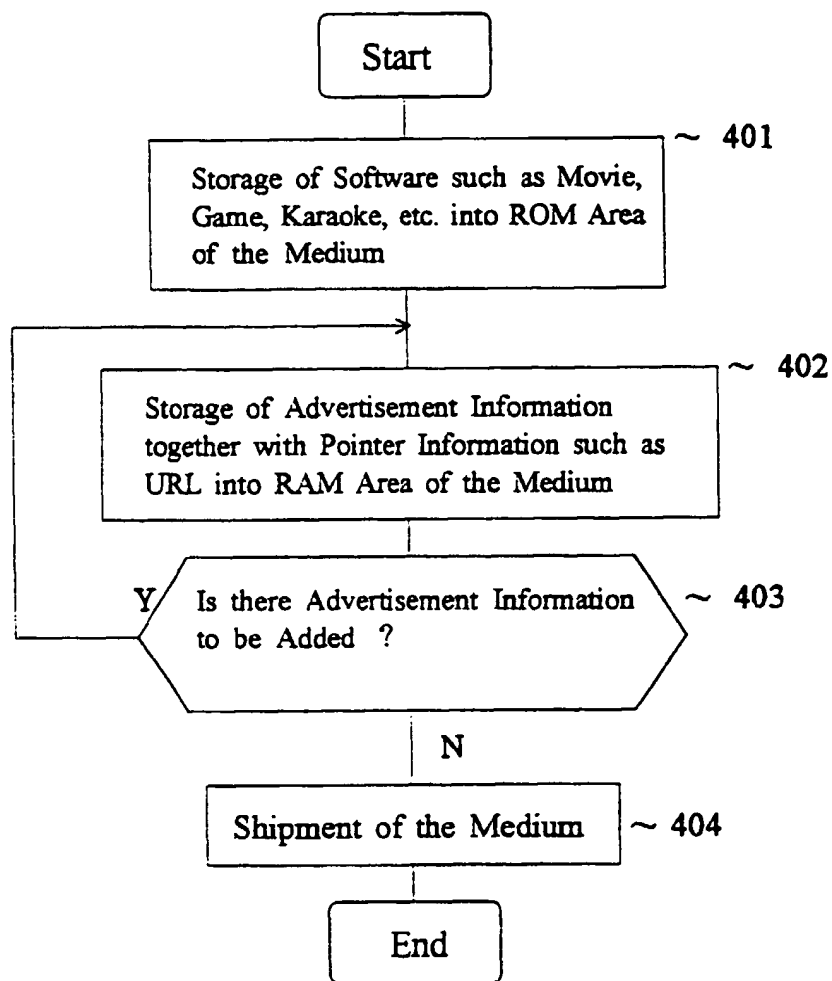 Start
~ 401
Storage of Software such as Movie,
Game, Karaoke, etc. into ROM Area
of the Medium
~ 402
Storage of Advertisement Information
together with Pointer Information such as
URL into RAM Area of the Medium
Y
Is there Advertisement Information
to be Added ?
~ 403
N
Shipment of the Medium
~ 404
End